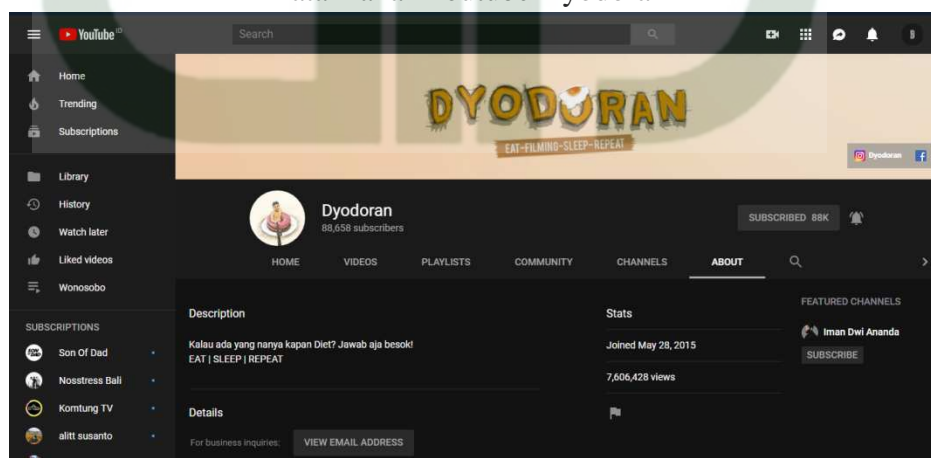 YouTube ID
Search
Home
Trending
Subscriptions
Library
History
Watch later
Liked videos
Wonosobo
SUBSCRIPTIONS
Son Of Dad
Nosstress Bali
Komtung TV
alitt susanto
DYODORAN
EAT-FILMING-SLEEP-REPEAT
Dyodoran
Dyodoran
88,658 subscribers
SUBSCRIBED 88K
HOME VIDEOS PLAYLISTS COMMUNITY CHANNELS ABOUT
Description
Kalau ada yang nanya kapan Diet? Jawab aja besok!
EAT | SLEEP | REPEAT
Details
For business inquiries: VIEW EMAIL ADDRESS
Stats
Joined May 28, 2015
7,606,428 views
FEATURED CHANNELS
Iman Dwi Ananda
SUBSCRIBE